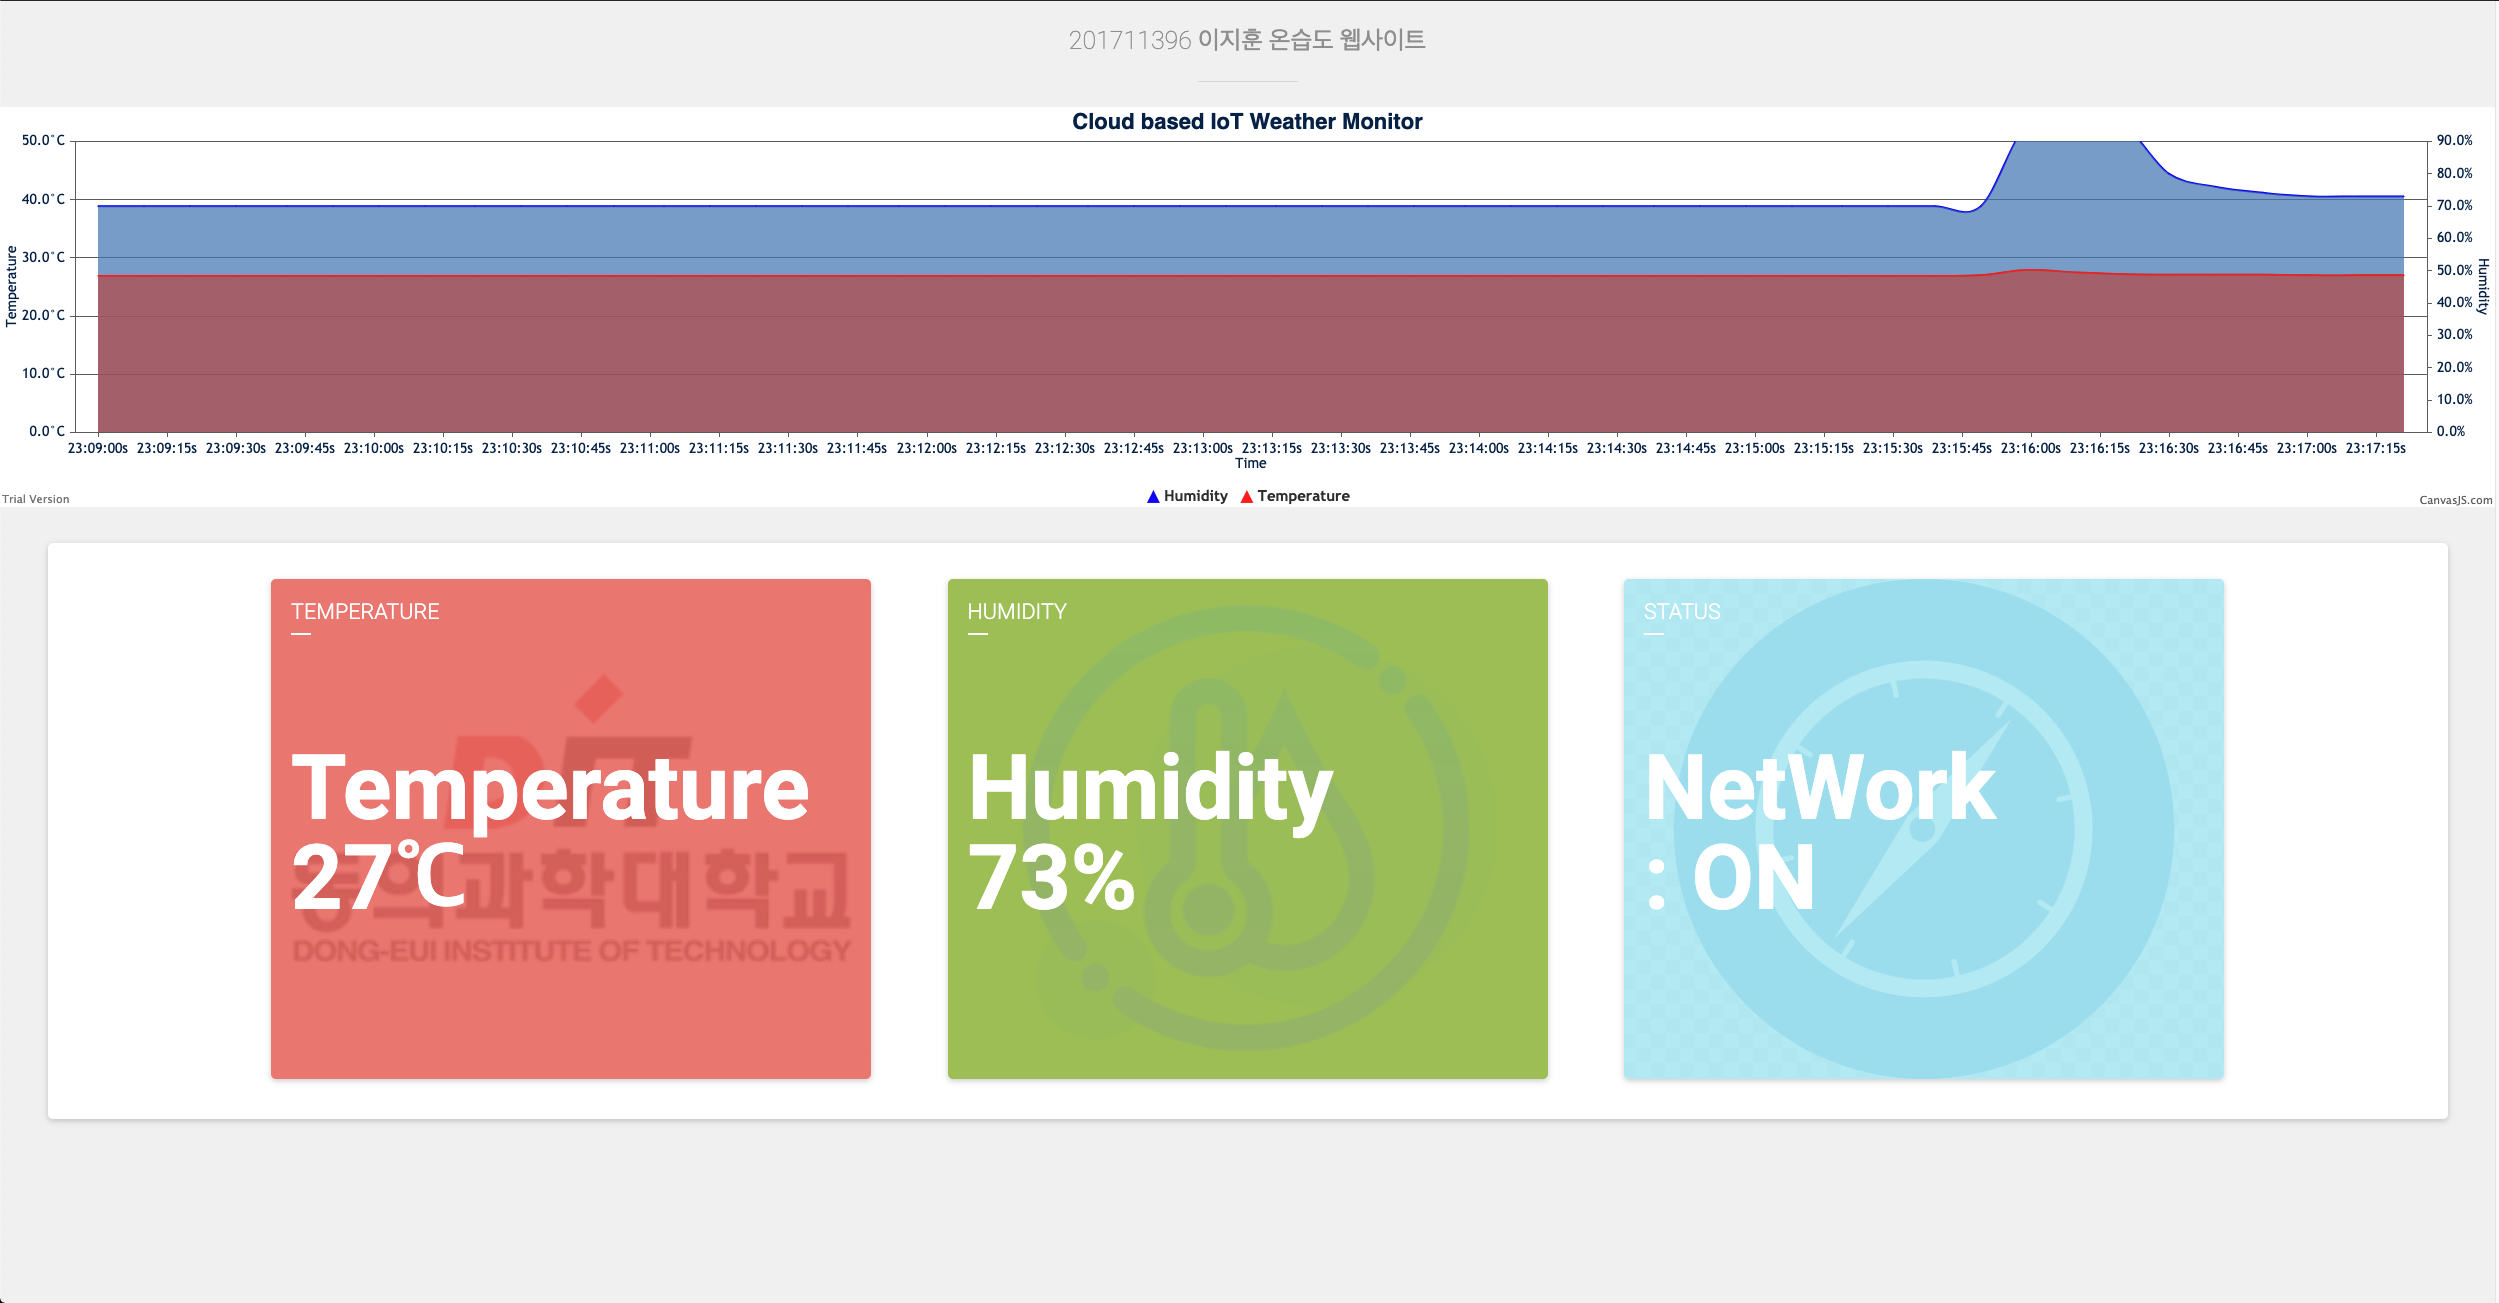 201711396 이지훈 온습도 웹사이트
Cloud based IoT Weather Monitor
50.0°C
40.0°C
30.0°C
20.0°C
10.0°C
0.0°C
Temperature
90.0%
80.0%
70.0%
60.0%
50.0%
40.0%
30.0%
20.0%
10.0%
0.0%
Humidity
23:09:00s 23:09:15s 23:09:30s 23:09:45s 23:10:00s 23:10:15s 23:10:30s 23:10:45s 23:11:00s 23:11:15s 23:11:30s 23:11:45s 23:12:00s 23:12:15s 23:12:30s 23:12:45s 23:13:00s 23:13:15s 23:13:30s 23:13:45s 23:14:00s 23:14:15s 23:14:30s 23:14:45s 23:15:00s 23:15:15s 23:15:30s 23:15:45s 23:16:00s 23:16:15s 23:16:30s 23:16:45s 23:17:00s 23:17:15s
Time
Humidity Temperature
Trial Version
CanvasJS.com
TEMPERATURE
Temperature
27℃
DIT
동의과학대학교
DONG-EUI INSTITUTE OF TECHNOLOGY
HUMIDITY
Humidity
73%
STATUS
NetWork
: ON